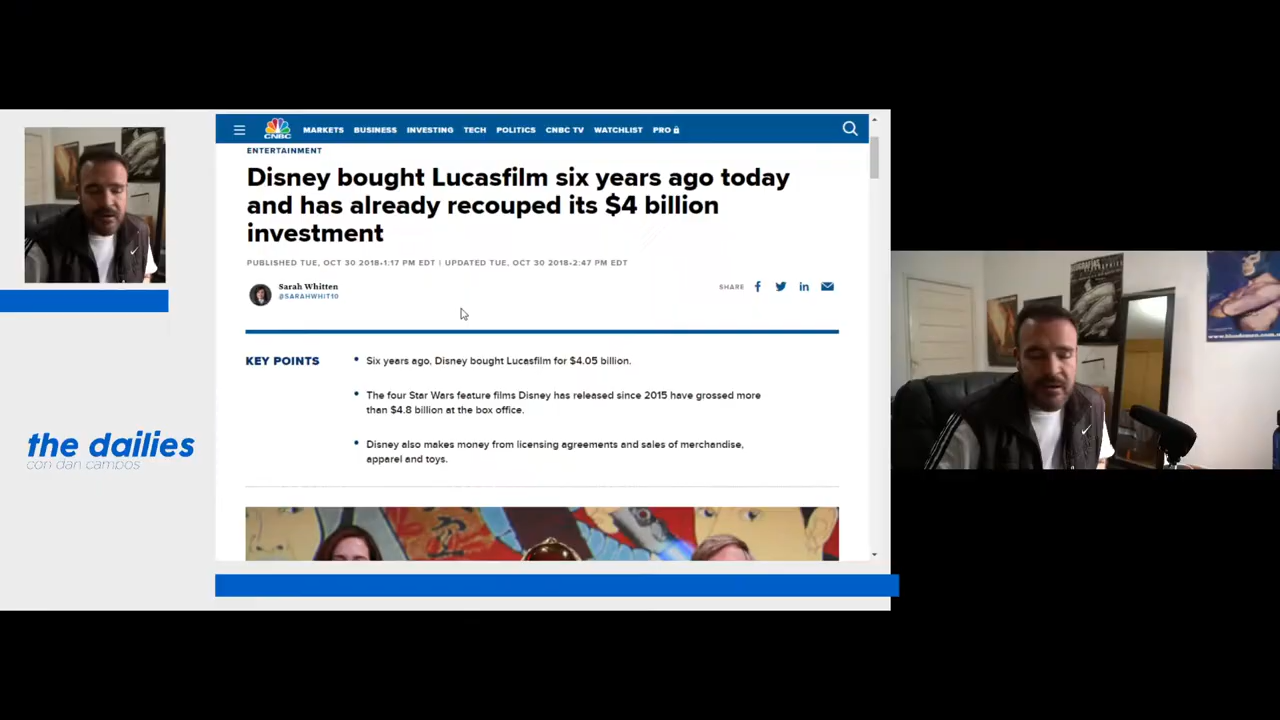 CNBC
MARKETS BUSINESS INVESTING TECH POLITICS CNBC TV WATCHLIST PRO
ENTERTAINMENT
Disney bought Lucasfilm six years ago today
and has already recouped its $4 billion
investment
PUBLISHED TUE, OCT 30 2018•1:17 PM EDT | UPDATED TUE, OCT 30 2018•2:47 PM EDT
Sarah Whitten
@SARAHWHIT10
SHARE
KEY POINTS
• Six years ago, Disney bought Lucasfilm for $4.05 billion.
• The four Star Wars feature films Disney has released since 2015 have grossed more
than $4.8 billion at the box office.
• Disney also makes money from licensing agreements and sales of merchandise,
apparel and toys.
the dailies
con dan campos